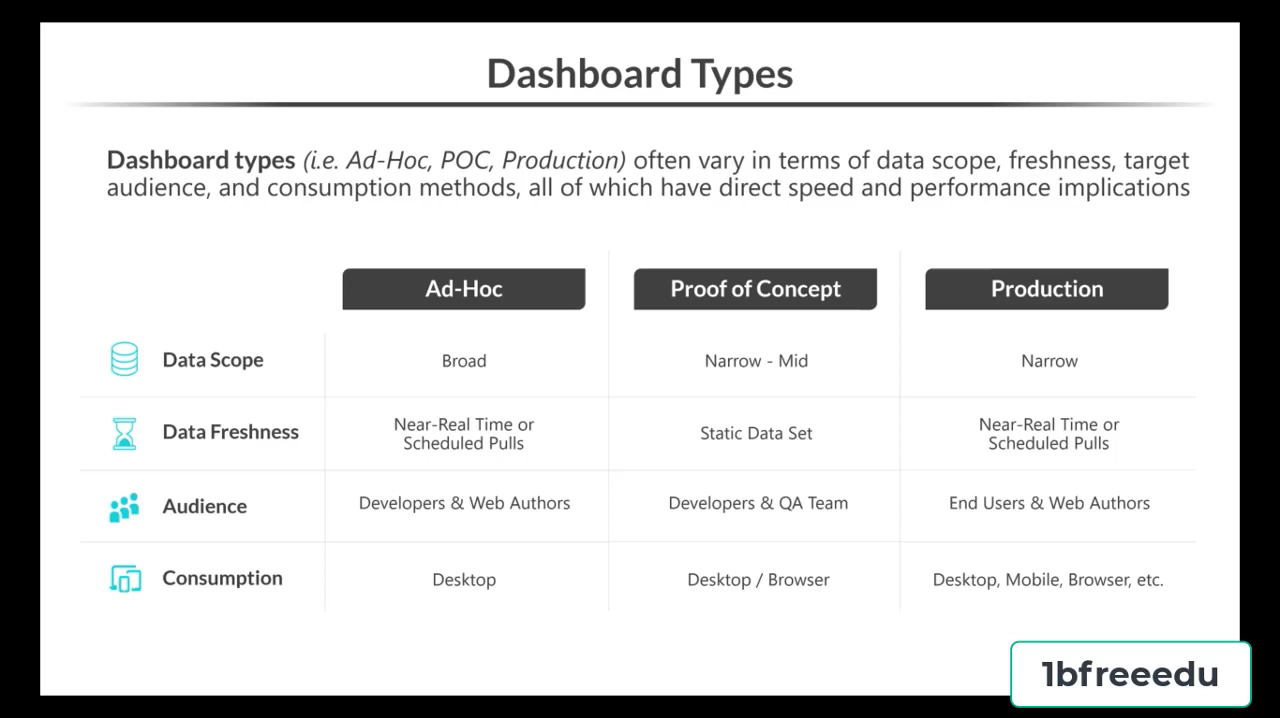 Dashboard Types
Dashboard types (i.e. Ad-Hoc, POC, Production) often vary in terms of data scope, freshness, target
audience, and consumption methods, all of which have direct speed and performance implications
Ad-Hoc
Proof of Concept
Production
Data Scope
Broad
Narrow - Mid
Narrow
Data Freshness
Near-Real Time or
Scheduled Pulls
Static Data Set
Near-Real Time or
Scheduled Pulls
Audience
Developers & Web Authors
Developers & QA Team
End Users & Web Authors
Consumption
Desktop
Desktop / Browser
Desktop, Mobile, Browser, etc.
1bfreeedu